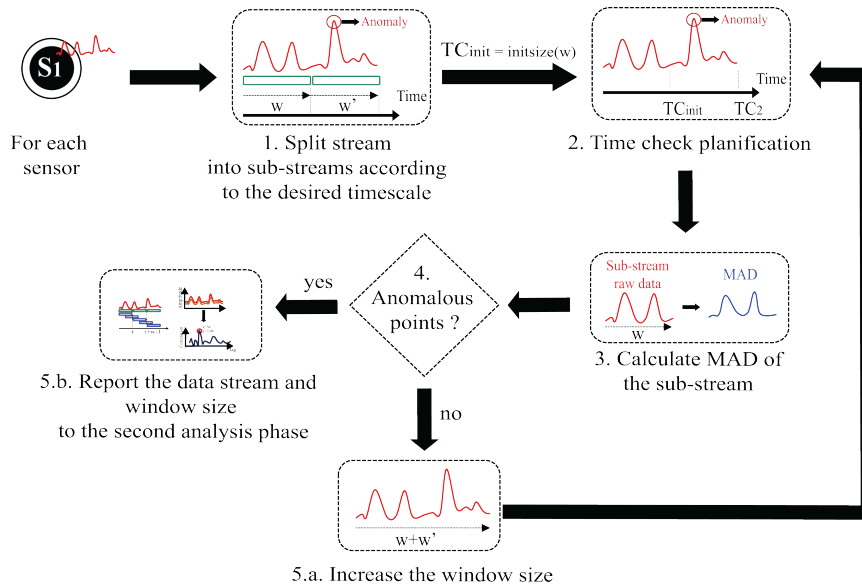 Si
For each
sensor
Anomaly
w
w'
Time
1. Split stream
into sub-streams according
to the desired timescale
TCinit = initsize(w)
Anomaly
Time
TCinit
TC2
2. Time check planification
Sub-stream
raw data
MAD
w
3. Calculate MAD of
the sub-stream
4.
Anomalous
points ?
yes
5.b. Report the data stream and
window size
to the second analysis phase
no
w+w'
5.a. Increase the window size